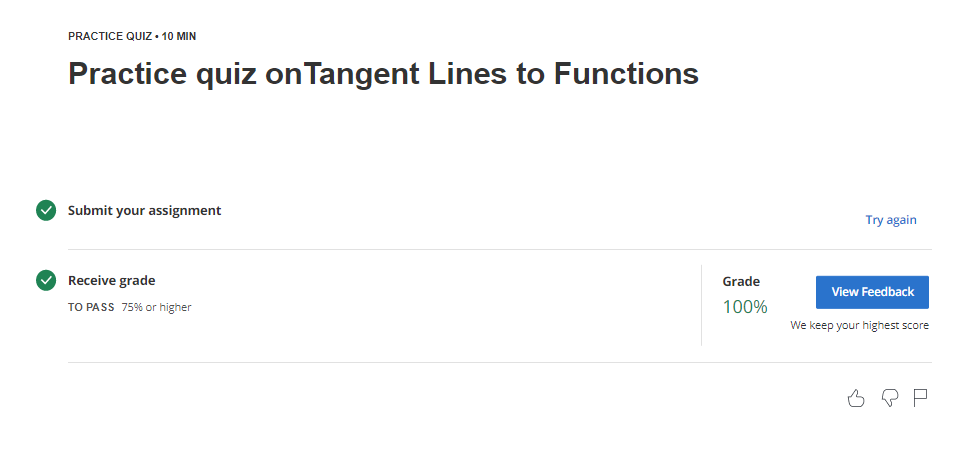 PRACTICE QUIZ • 10 MIN
Practice quiz onTangent Lines to Functions
Submit your assignment
Try again
Receive grade
TO PASS 75% or higher
Grade
100%
View Feedback
We keep your highest score